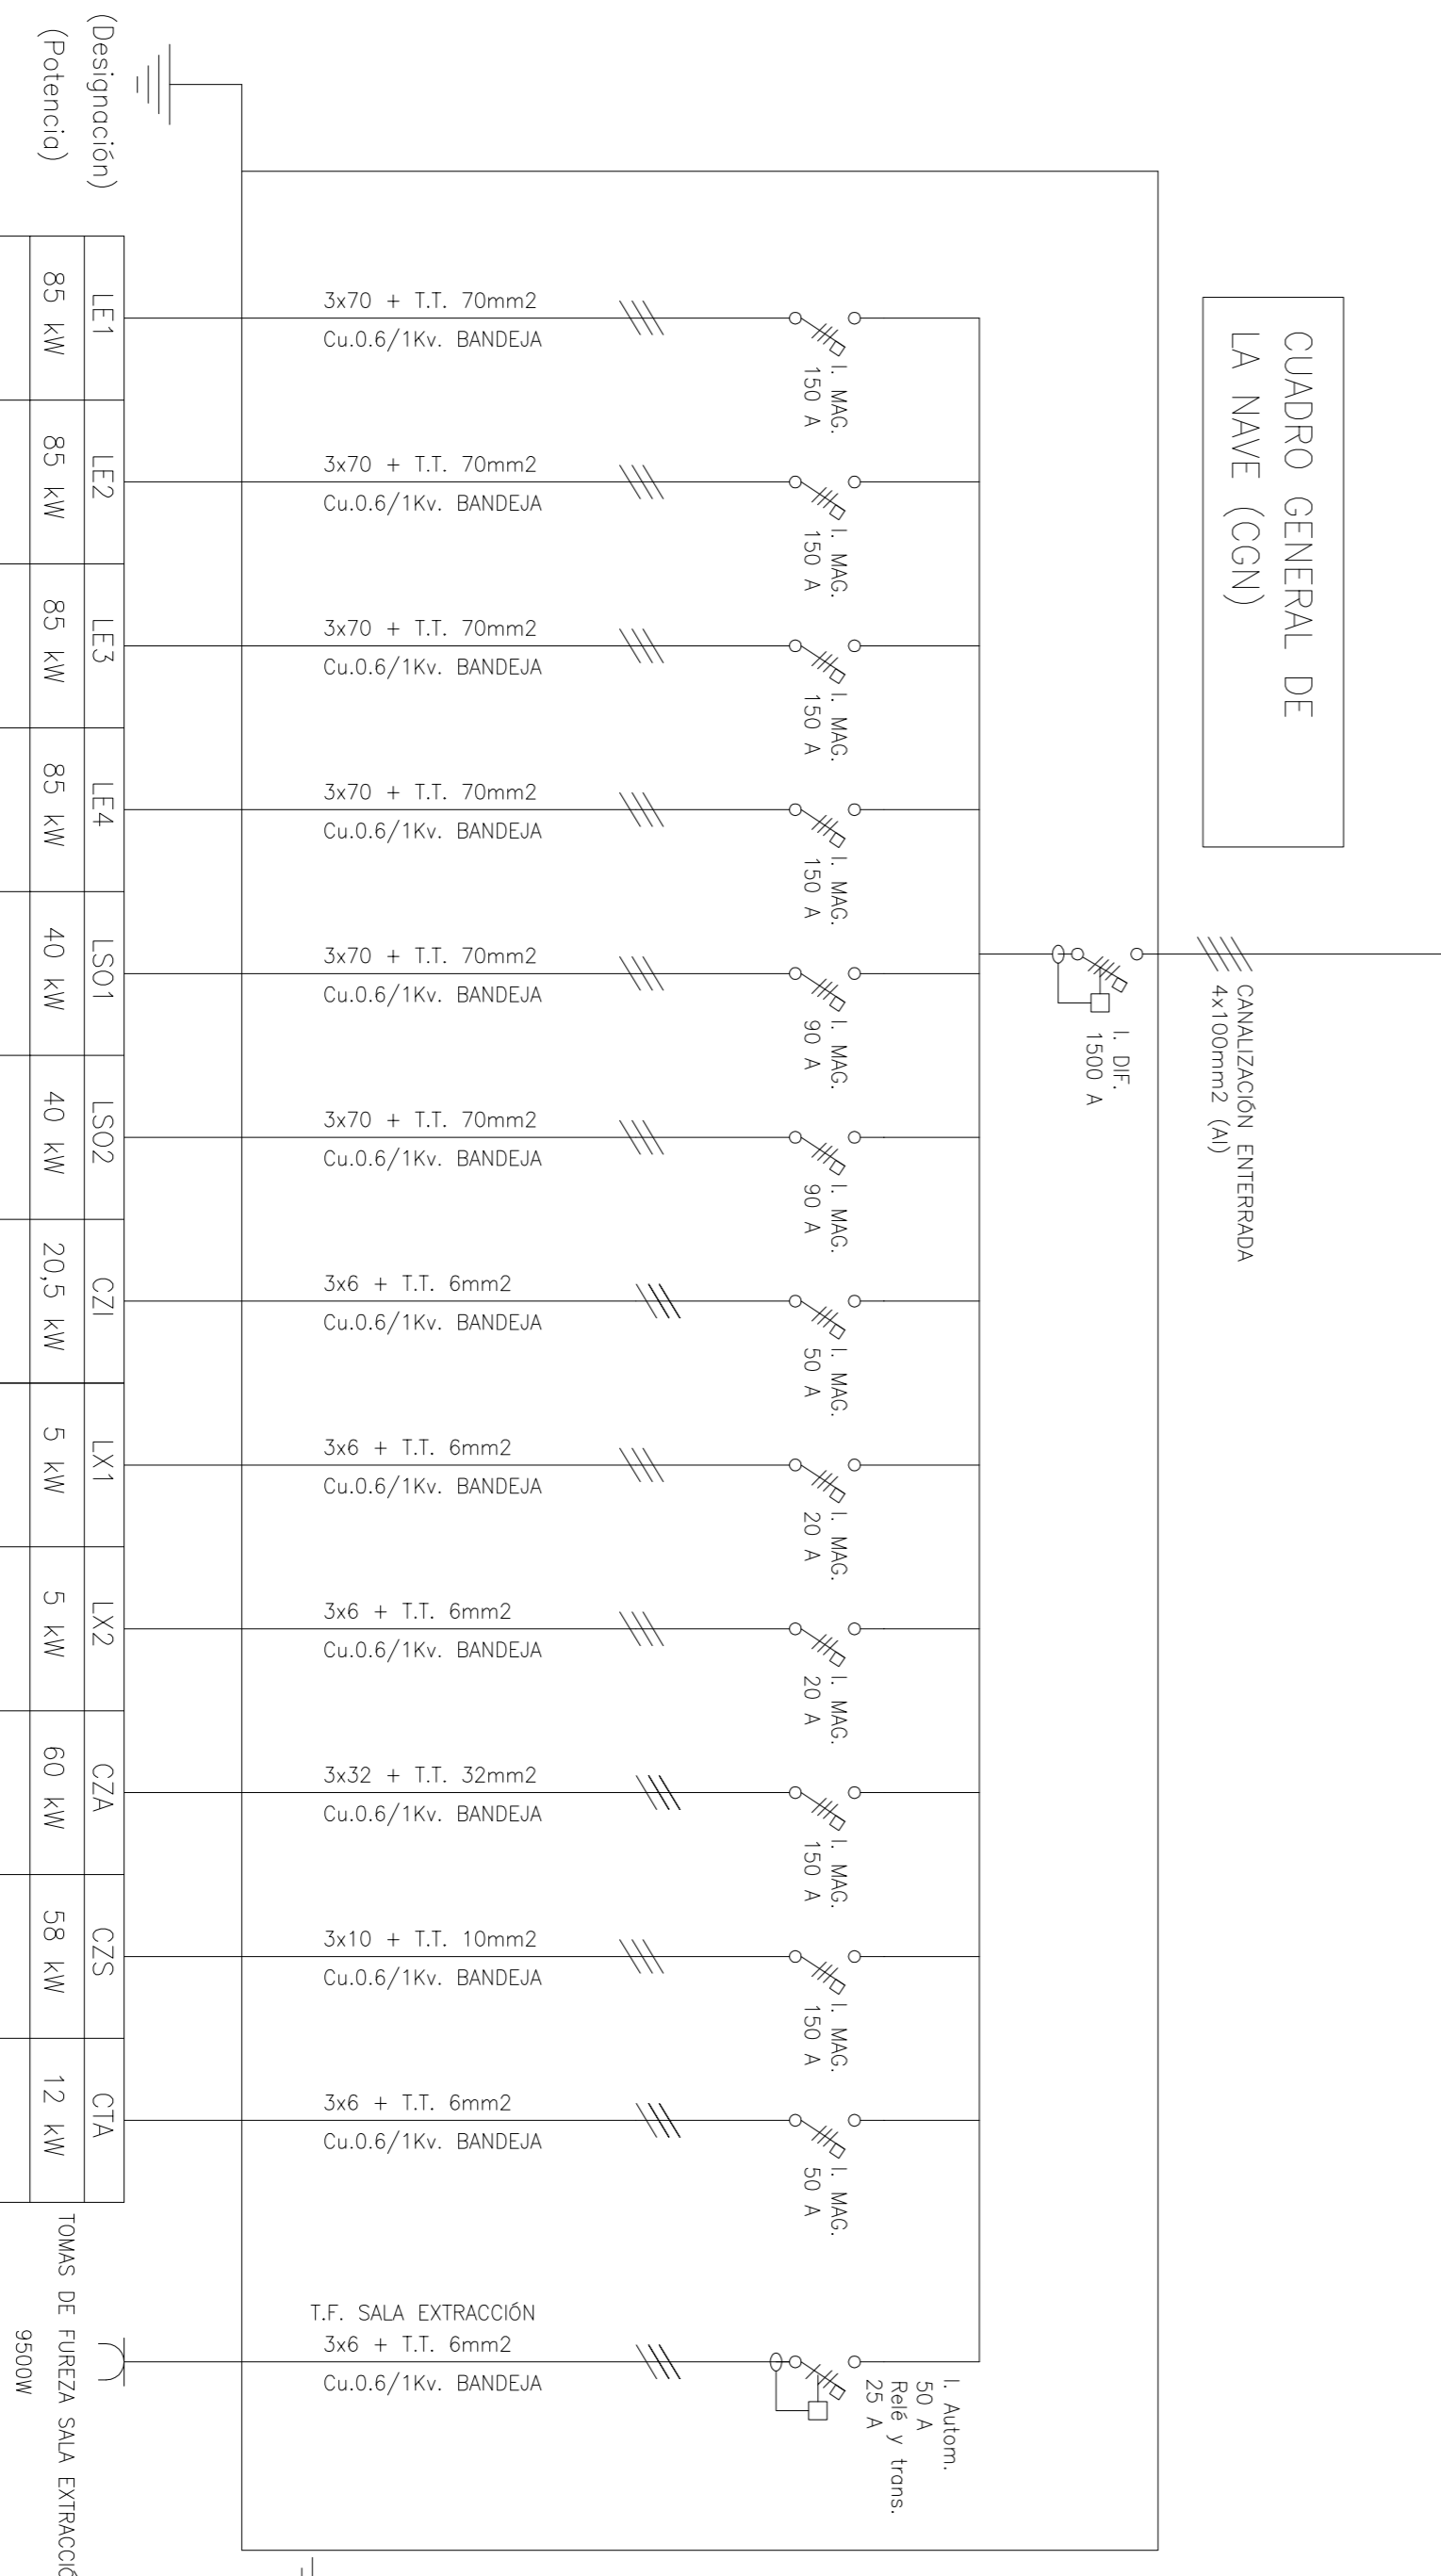 CUADRO GENERAL DE
LA NAVE (CGN)
CANALIZACIÓN ENTERRADA
4x100mm2 (Al)
I. DIF.
1500 A
I. MAG.
150 A
I. MAG.
150 A
I. MAG.
150 A
I. MAG.
150 A
I. MAG.
90 A
I. MAG.
90 A
I. MAG.
50 A
I. MAG.
20 A
I. MAG.
20 A
I. MAG.
150 A
I. MAG.
150 A
I. MAG.
50 A
I. Autom.
50 A
Relé y trans.
25 A
3x70 + T.T. 70mm2
Cu.0.6/1Kv. BANDEJA
3x70 + T.T. 70mm2
Cu.0.6/1Kv. BANDEJA
3x70 + T.T. 70mm2
Cu.0.6/1Kv. BANDEJA
3x70 + T.T. 70mm2
Cu.0.6/1Kv. BANDEJA
3x70 + T.T. 70mm2
Cu.0.6/1Kv. BANDEJA
3x70 + T.T. 70mm2
Cu.0.6/1Kv. BANDEJA
3x6 + T.T. 6mm2
Cu.0.6/1Kv. BANDEJA
3x6 + T.T. 6mm2
Cu.0.6/1Kv. BANDEJA
3x6 + T.T. 6mm2
Cu.0.6/1Kv. BANDEJA
3x32 + T.T. 32mm2
Cu.0.6/1Kv. BANDEJA
3x10 + T.T. 10mm2
Cu.0.6/1Kv. BANDEJA
3x6 + T.T. 6mm2
Cu.0.6/1Kv. BANDEJA
T.F. SALA EXTRACCIÓN
3x6 + T.T. 6mm2
Cu.0.6/1Kv. BANDEJA
(Designación) LE1 LE2 LE3 LE4 LSO1 LSO2 CZI LX1 LX2 CZA CZS CTA
(Potencia) 85 kW 85 kW 85 kW 85 kW 40 kW 40 kW 20,5 kW 5 kW 5 kW 60 kW 58 kW 12 kW
TOMAS DE FUREZA SALA EXTRACCIÓ
9500W